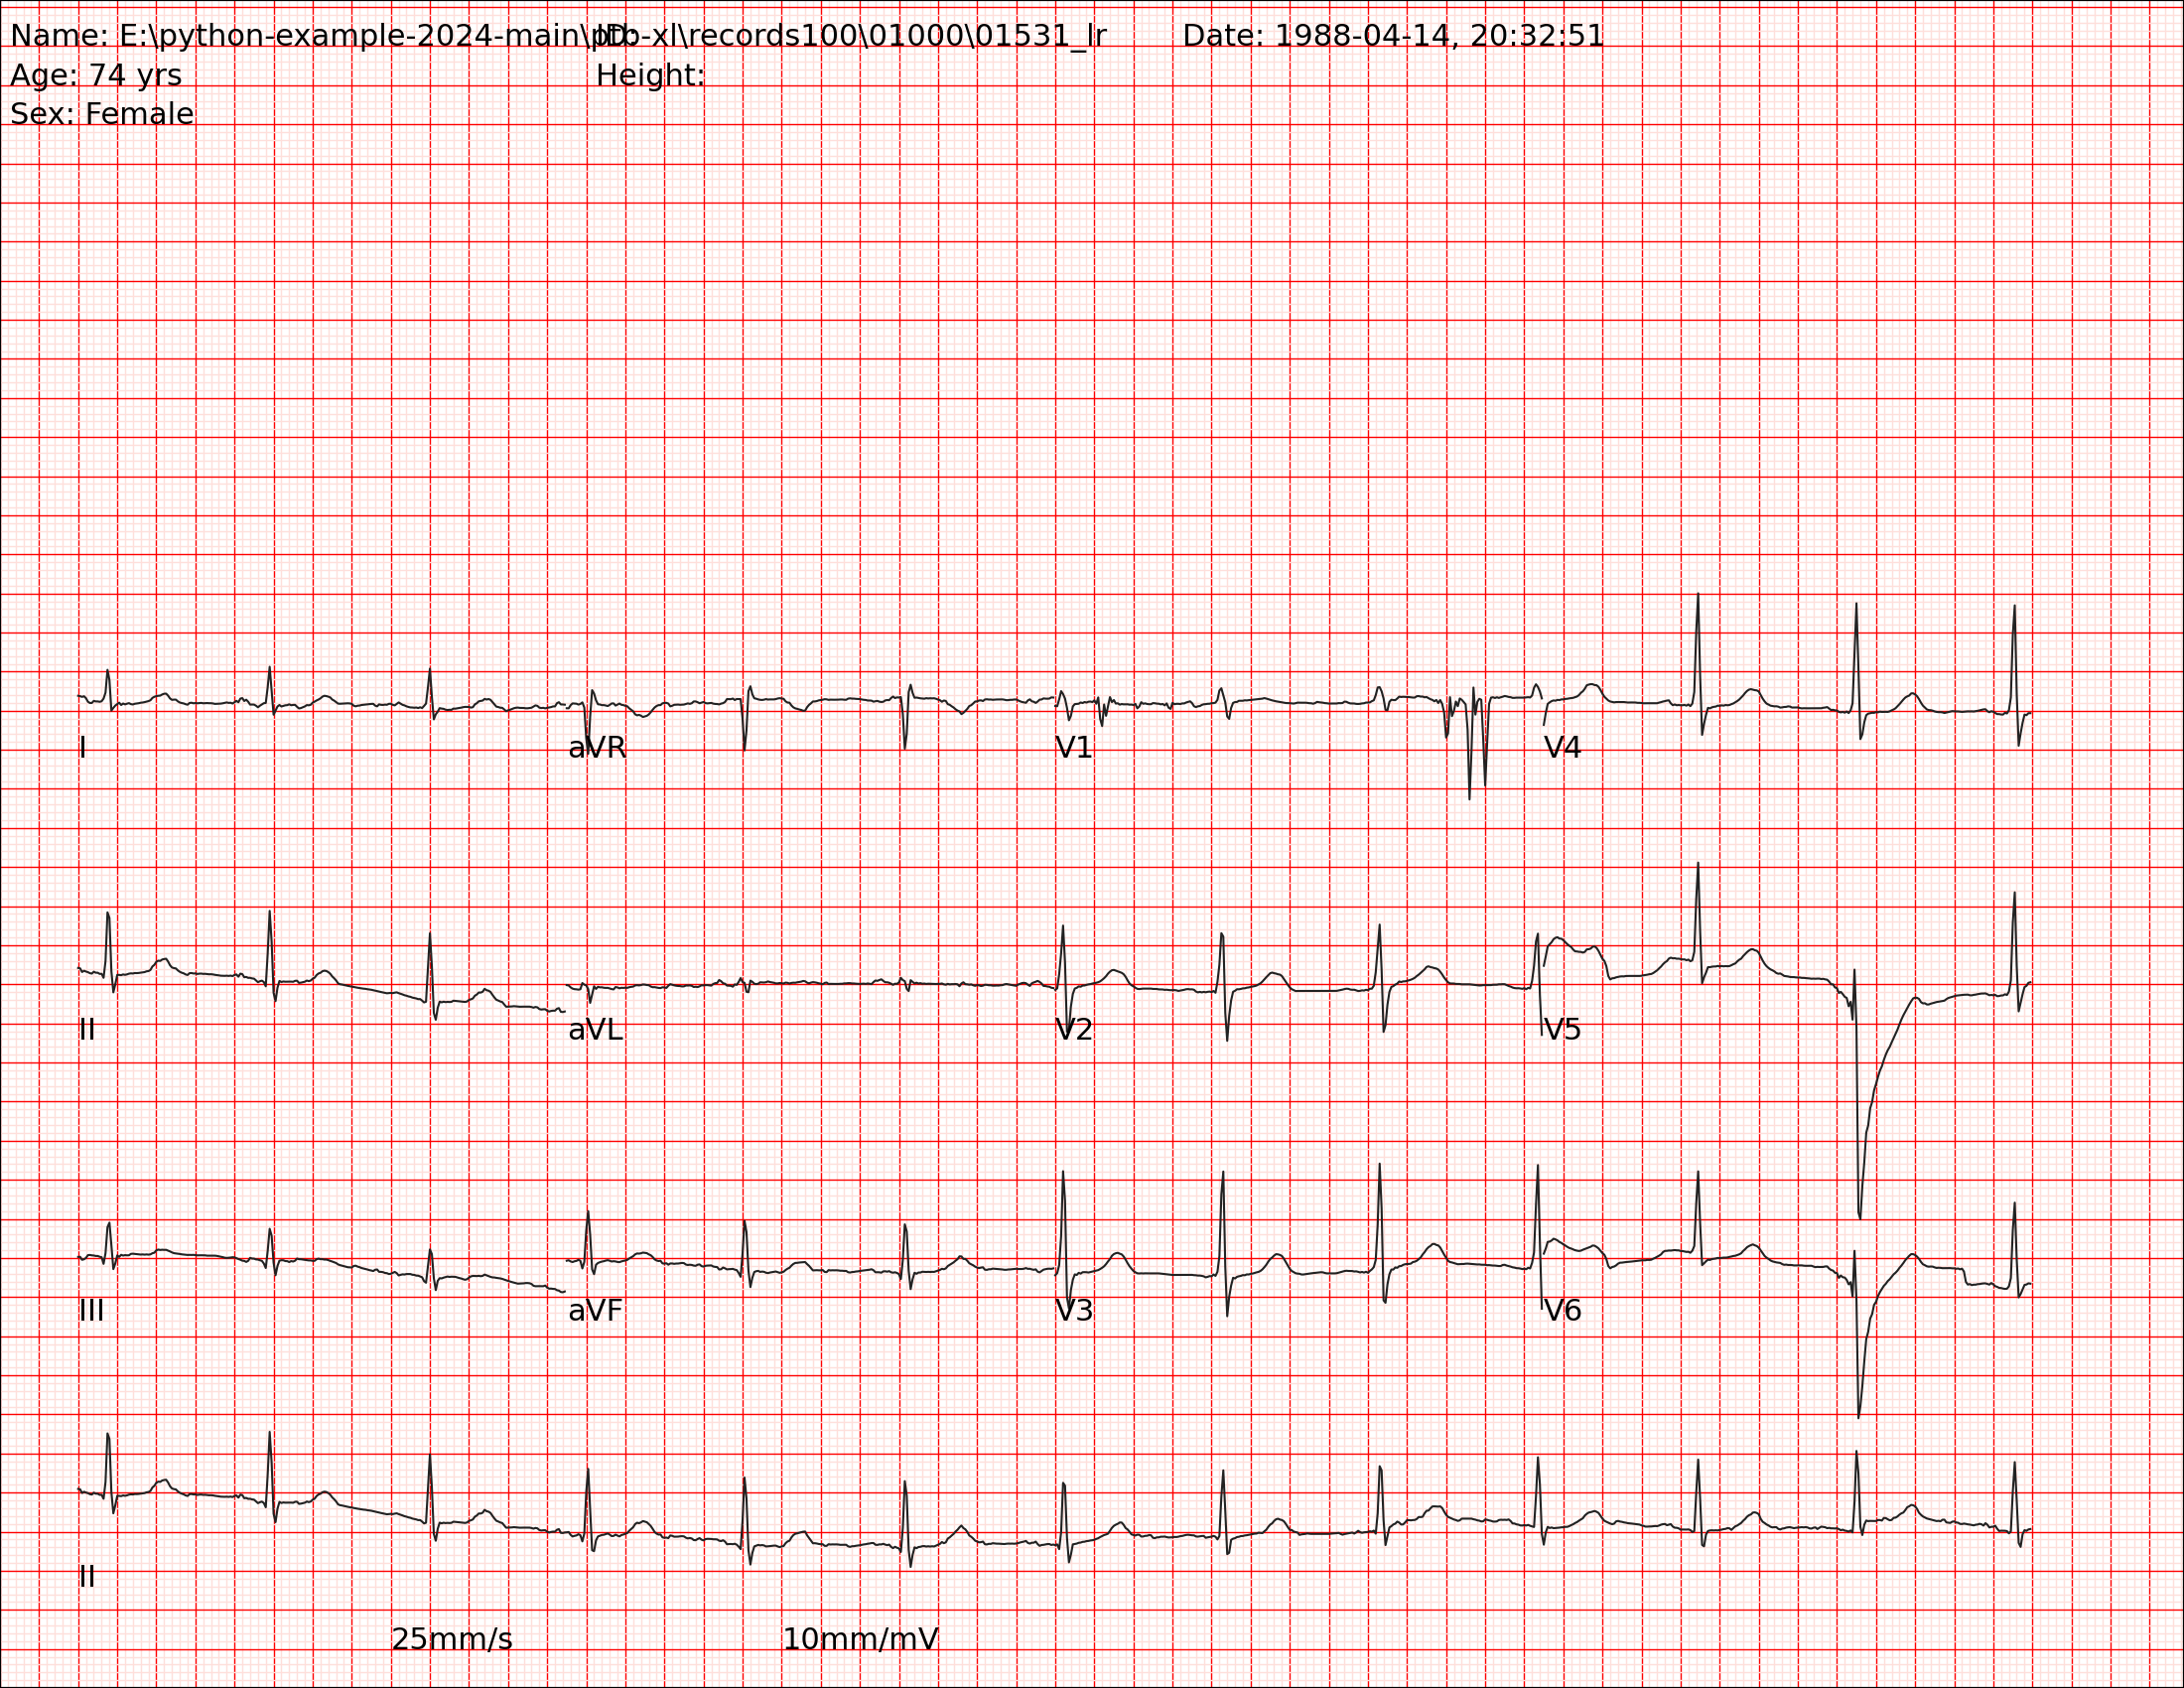 Name: E:\python-example-2024-main\ptb-xl\records100\01000\01531_lr ID: Date: 1988-04-14, 20:32:51
Age: 74 yrs Height:
Sex: Female
I aVR V1 V4
II aVL V2 V5
III aVF V3 V6
II
25mm/s 10mm/mV